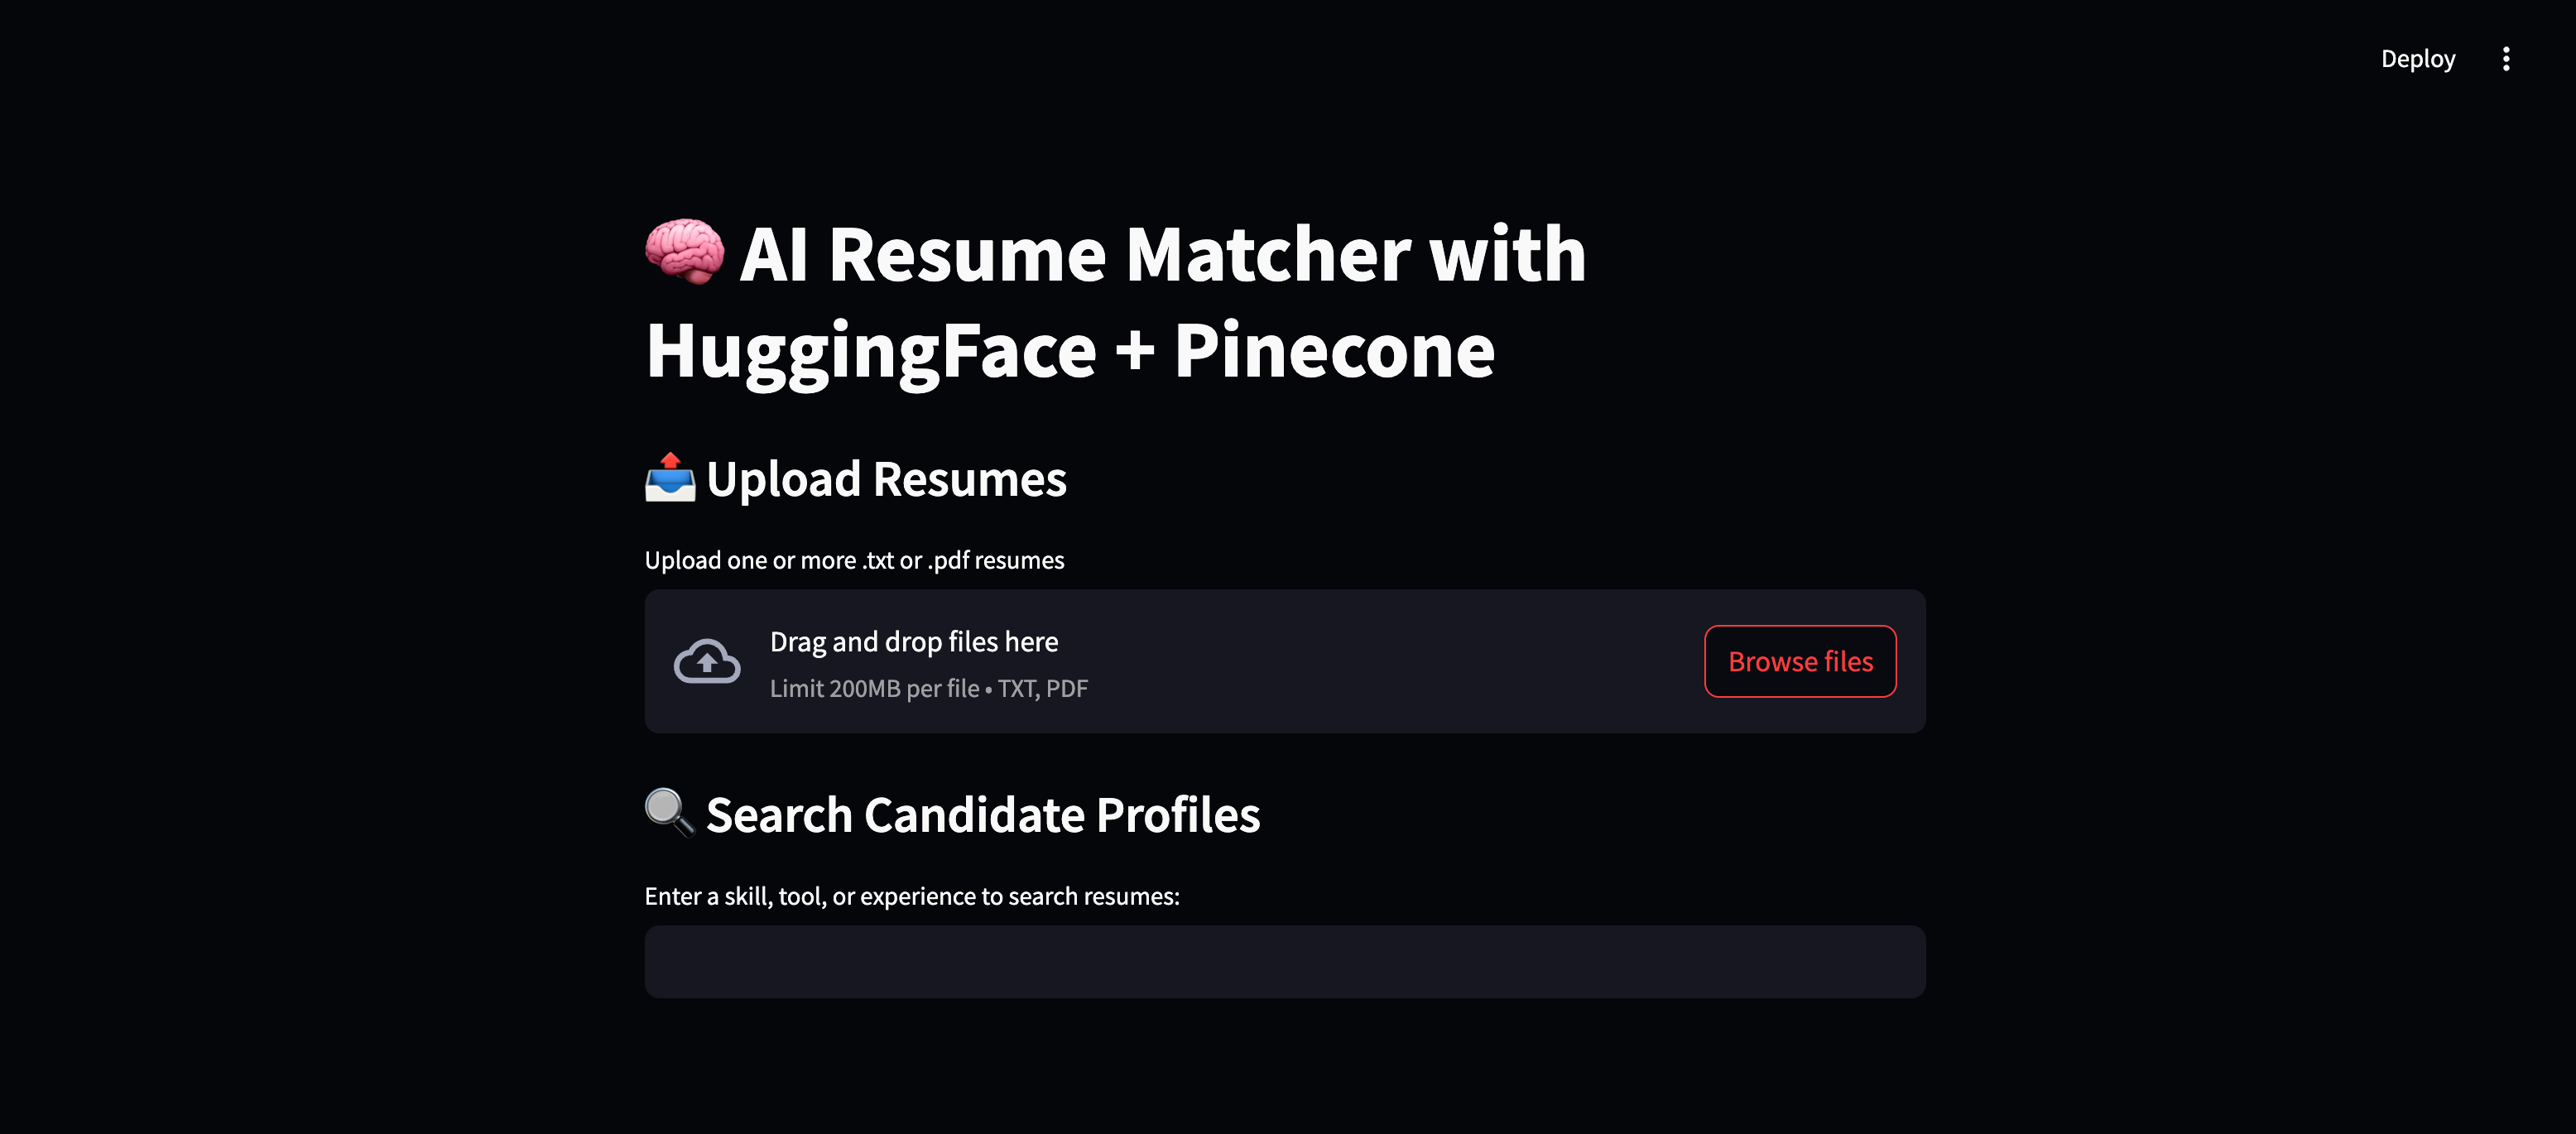 Deploy
🧠 AI Resume Matcher with
HuggingFace + Pinecone
📤 Upload Resumes
Upload one or more .txt or .pdf resumes
Drag and drop files here
Limit 200MB per file • TXT, PDF
Browse files
🔍 Search Candidate Profiles
Enter a skill, tool, or experience to search resumes: